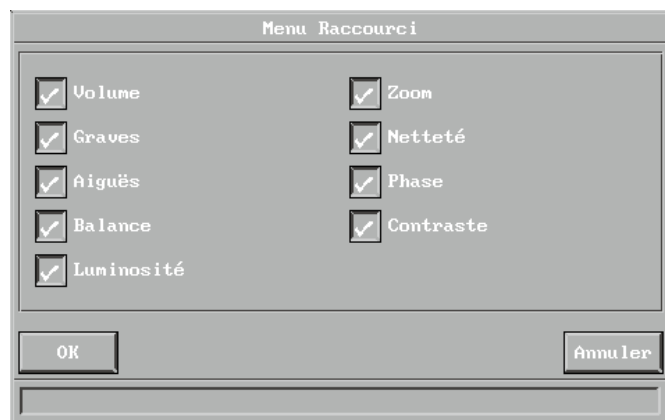 Menu Raccourci
Volume
Graves
Aiguës
Balance
Luminosité
Zoom
Netteté
Phase
Contraste
OK
Annuler